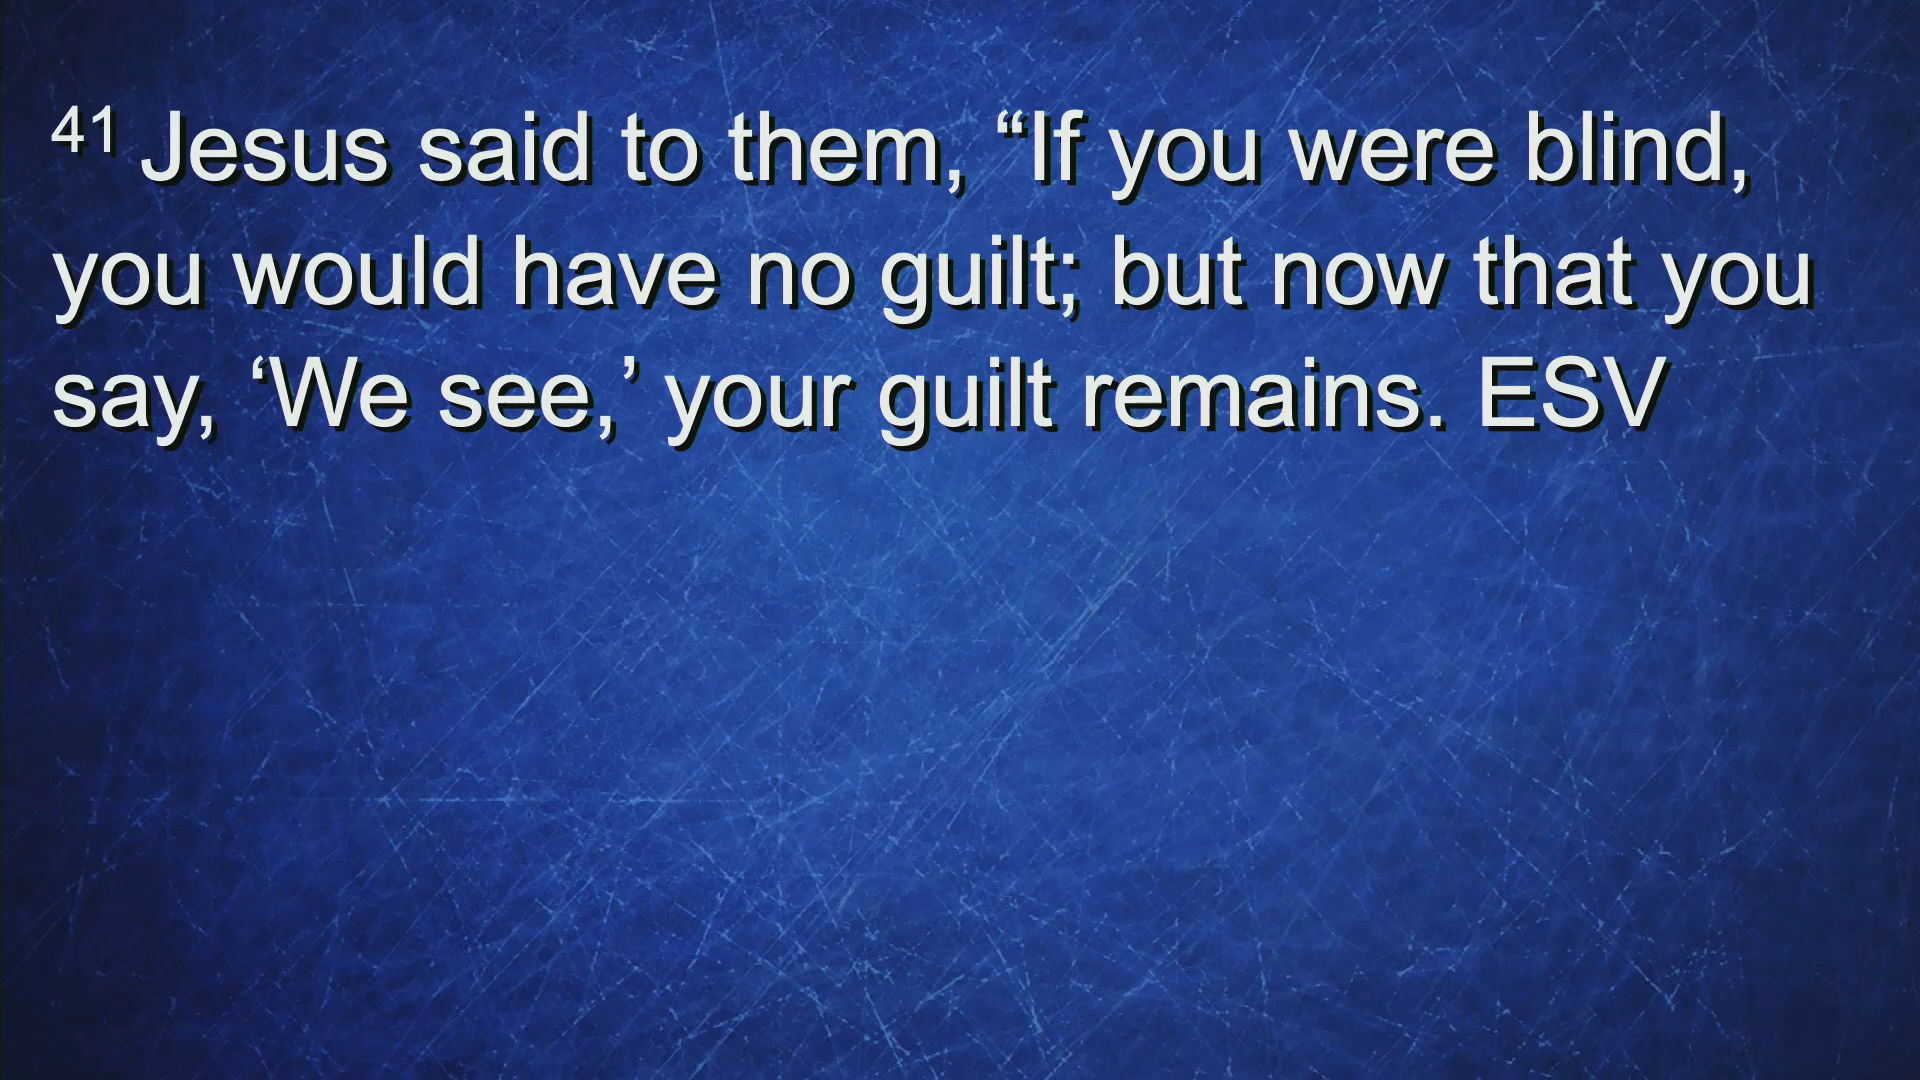 41 Jesus said to them, “If you were blind,
you would have no guilt; but now that you
say, ‘We see,’ your guilt remains. ESV